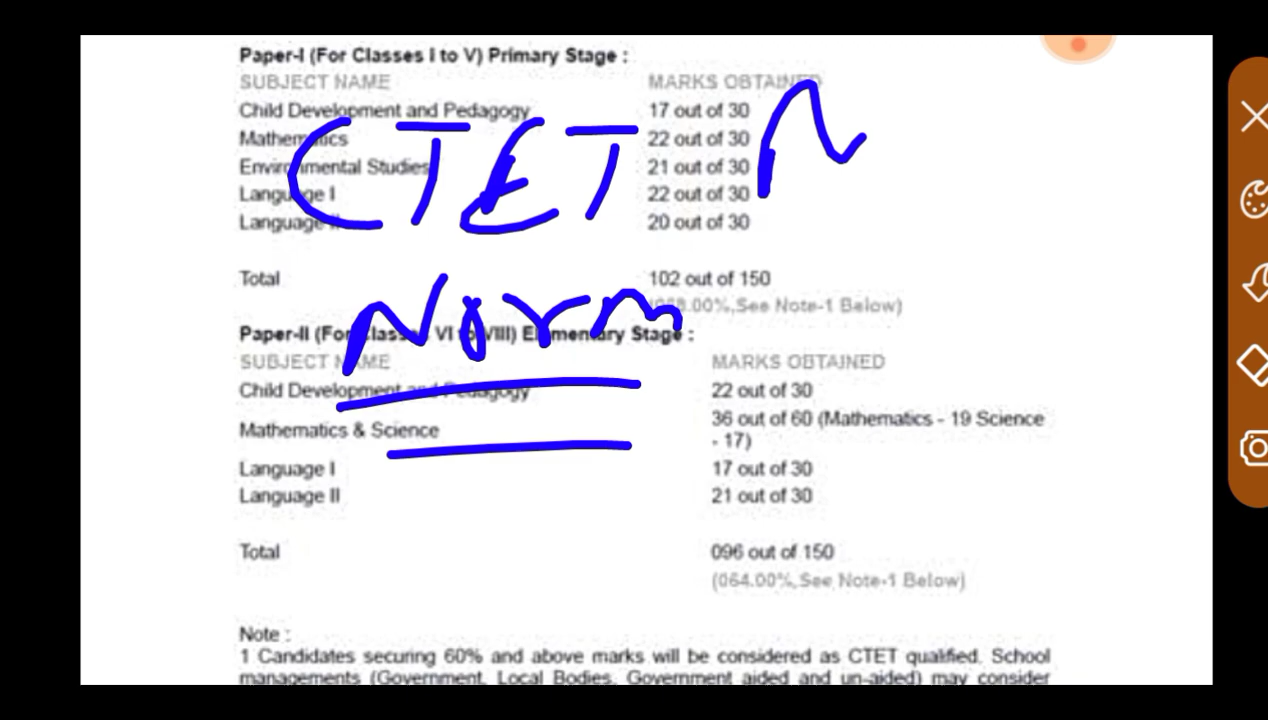 Paper-I (For Classes I to V) Primary Stage :
SUBJECT NAME MARKS OBTAINED
Child Development and Pedagogy 17 out of 30
Mathematics 22 out of 30
Environmental Studies 21 out of 30
Language I 22 out of 30
Language II 20 out of 30
CTET N
Total 102 out of 150
.00%,See Note-1 Below)
Norm
Paper-II (For Classes VI to VIII) Elementary Stage :
SUBJECT NAME MARKS OBTAINED
Child Development and Pedagogy 22 out of 30
Mathematics & Science 36 out of 60 (Mathematics - 19 Science
- 17)
Language I 17 out of 30
Language II 21 out of 30
Total 096 out of 150
(064.00%,See Note-1 Below)
Note :
1 Candidates securing 60% and above marks will be considered as CTET qualified. School
managements (Government, Local Bodies, Government aided and un-aided) may consider